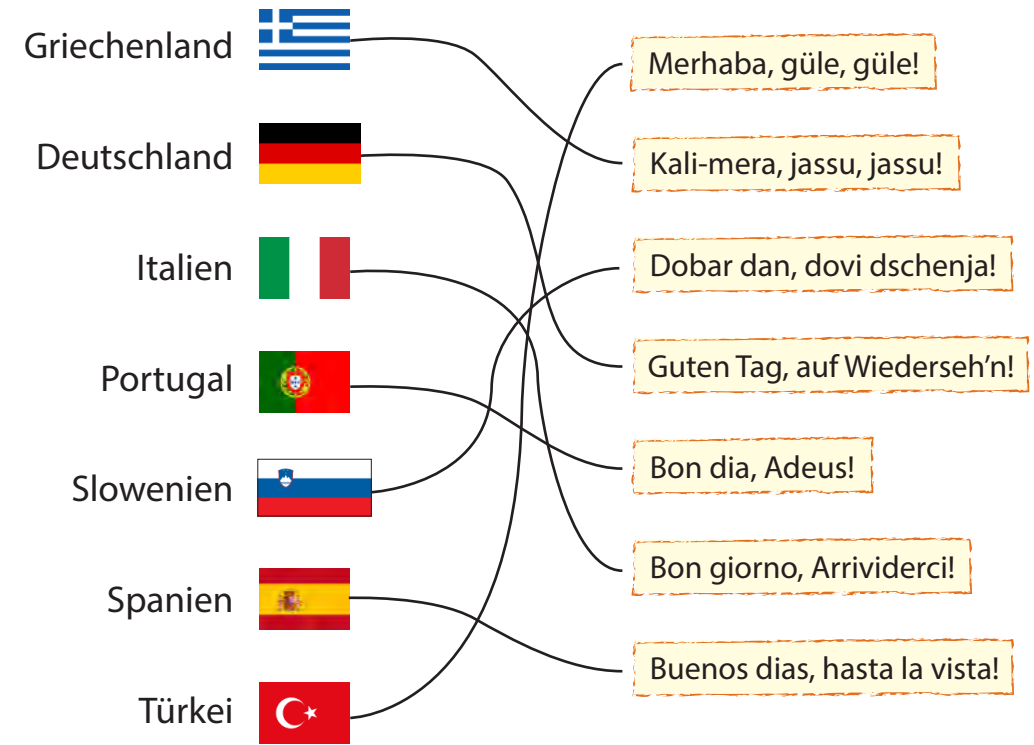 Griechenland
Deutschland
Italien
Portugal
Slowenien
Spanien
Türkei
Merhaba, güle, güle!
Kali-mera, jassu, jassu!
Dobar dan, dovi dschenja!
Guten Tag, auf Wiederseh’n!
Bon dia, Adeus!
Bon giorno, Arrividerci!
Buenos dias, hasta la vista!